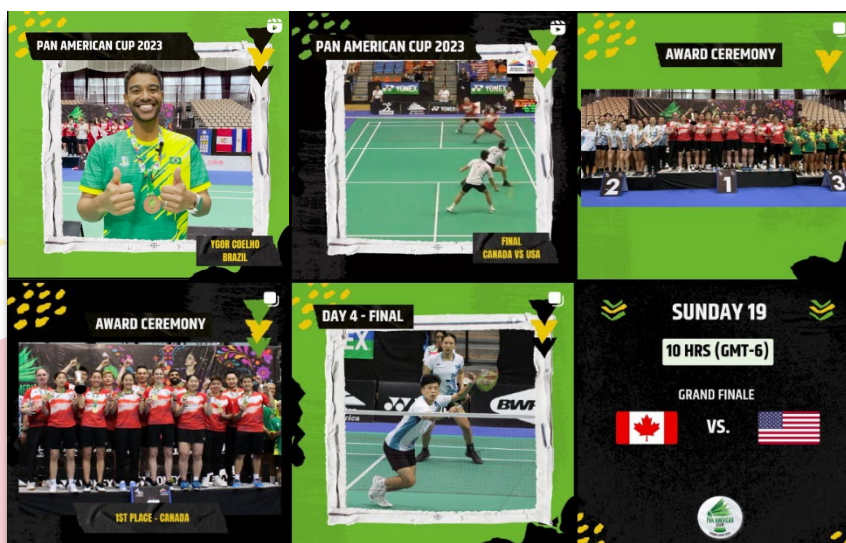 PAN AMERICAN CUP 2023
YGOR COELHO
BRAZIL
PAN AMERICAN CUP 2023
YONEX
YONEX
FINAL
CANADA VS USA
AWARD CEREMONY
2
1
3
AWARD CEREMONY
1ST PLACE - CANADA
DAY 4 - FINAL
EX
BWF
SUNDAY 19
10 HRS (GMT-6)
GRAND FINALE
VS.
PAN AMERICAN
CUP